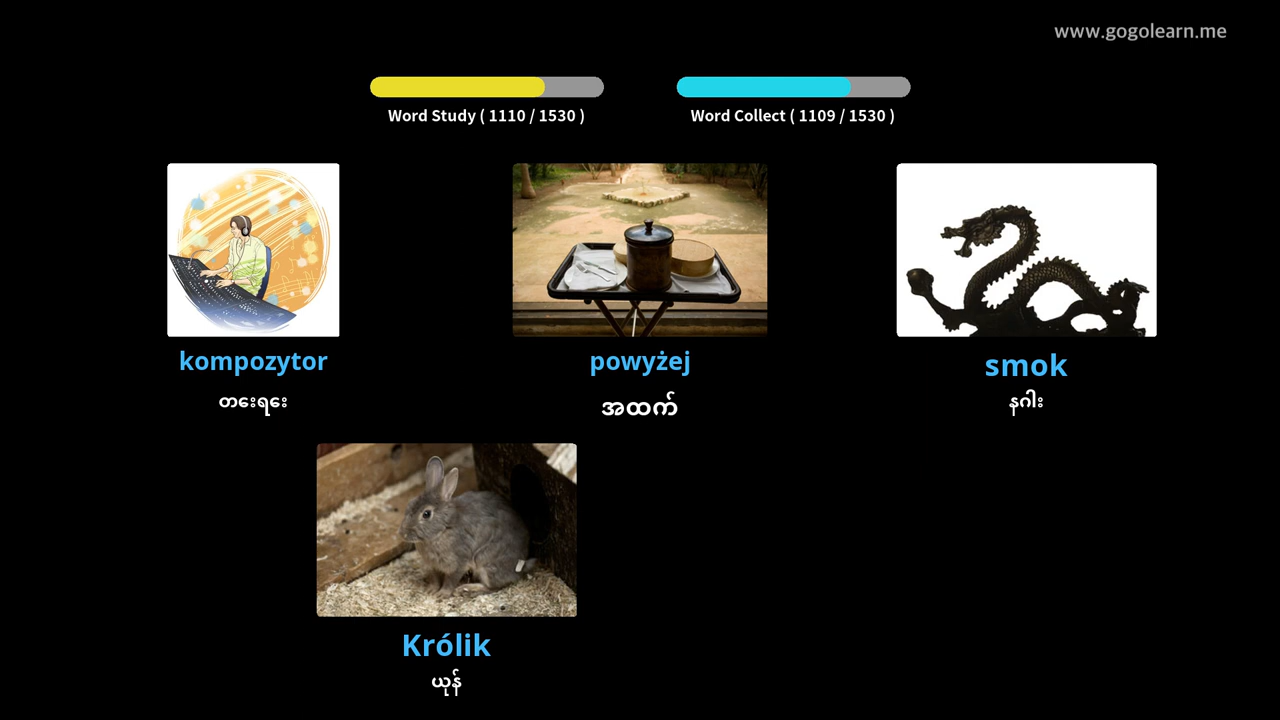 www.gogolearn.me
Word Study ( 1110 / 1530 )
Word Collect ( 1109 / 1530 )
kompozytor
တေးရေး
powyżej
အထက်
smok
နဂါး
Królik
ယုန်